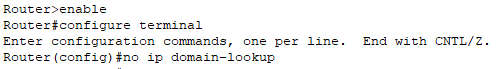 Router>enable
Router#configure terminal
Enter configuration commands, one per line.  End with CNTL/Z.
Router(config)#no ip domain-lookup